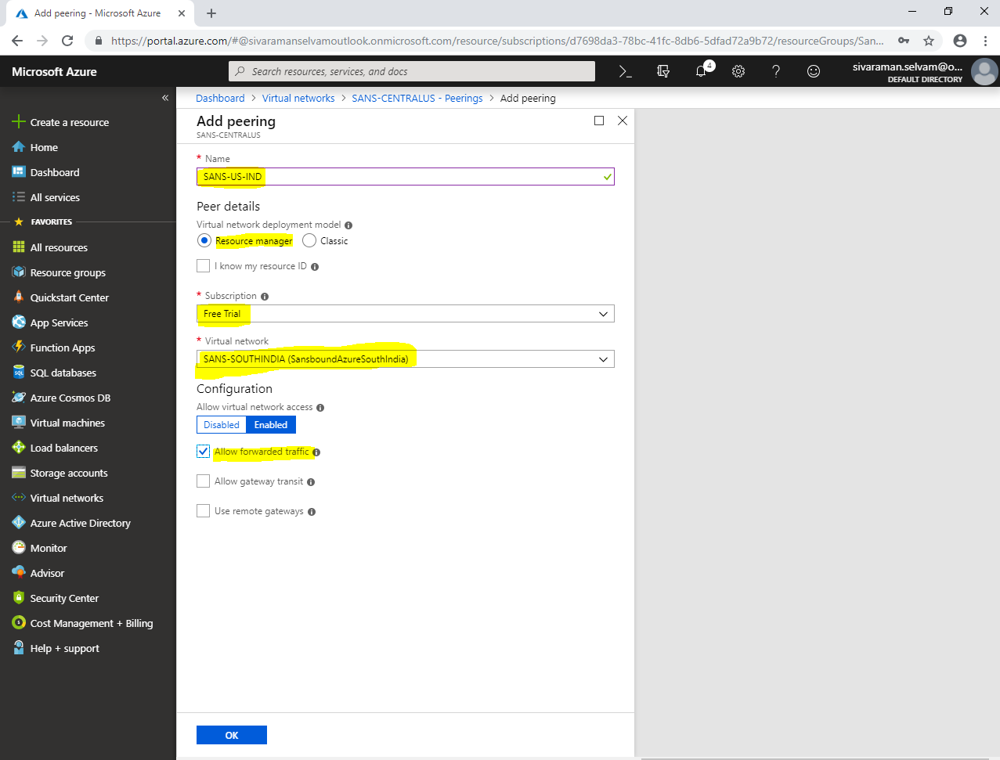 Add peering - Microsoft Azure
https://portal.azure.com/#@sivaramanselvamoutlook.onmicrosoft.com/resource/subscriptions/d7698da3-78bc-41fc-8db6-5dfad72a9b72/resourceGroups/San...
Microsoft Azure
Search resources, services, and docs
4
sivaraman.selvam@o...
DEFAULT DIRECTORY
«
Create a resource
Home
Dashboard
All services
FAVORITES
All resources
Resource groups
Quickstart Center
App Services
Function Apps
SQL databases
Azure Cosmos DB
Virtual machines
Load balancers
Storage accounts
Virtual networks
Azure Active Directory
Monitor
Advisor
Security Center
Cost Management + Billing
Help + support
Dashboard > Virtual networks > SANS-CENTRALUS - Peerings > Add peering
Add peering
SANS-CENTRALUS
* Name
SANS-US-IND
Peer details
Virtual network deployment model
Resource manager Classic
I know my resource ID
* Subscription
Free Trial
* Virtual network
SANS-SOUTHINDIA (SansboundAzureSouthIndia)
Configuration
Allow virtual network access
Disabled Enabled
Allow forwarded traffic
Allow gateway transit
Use remote gateways
OK